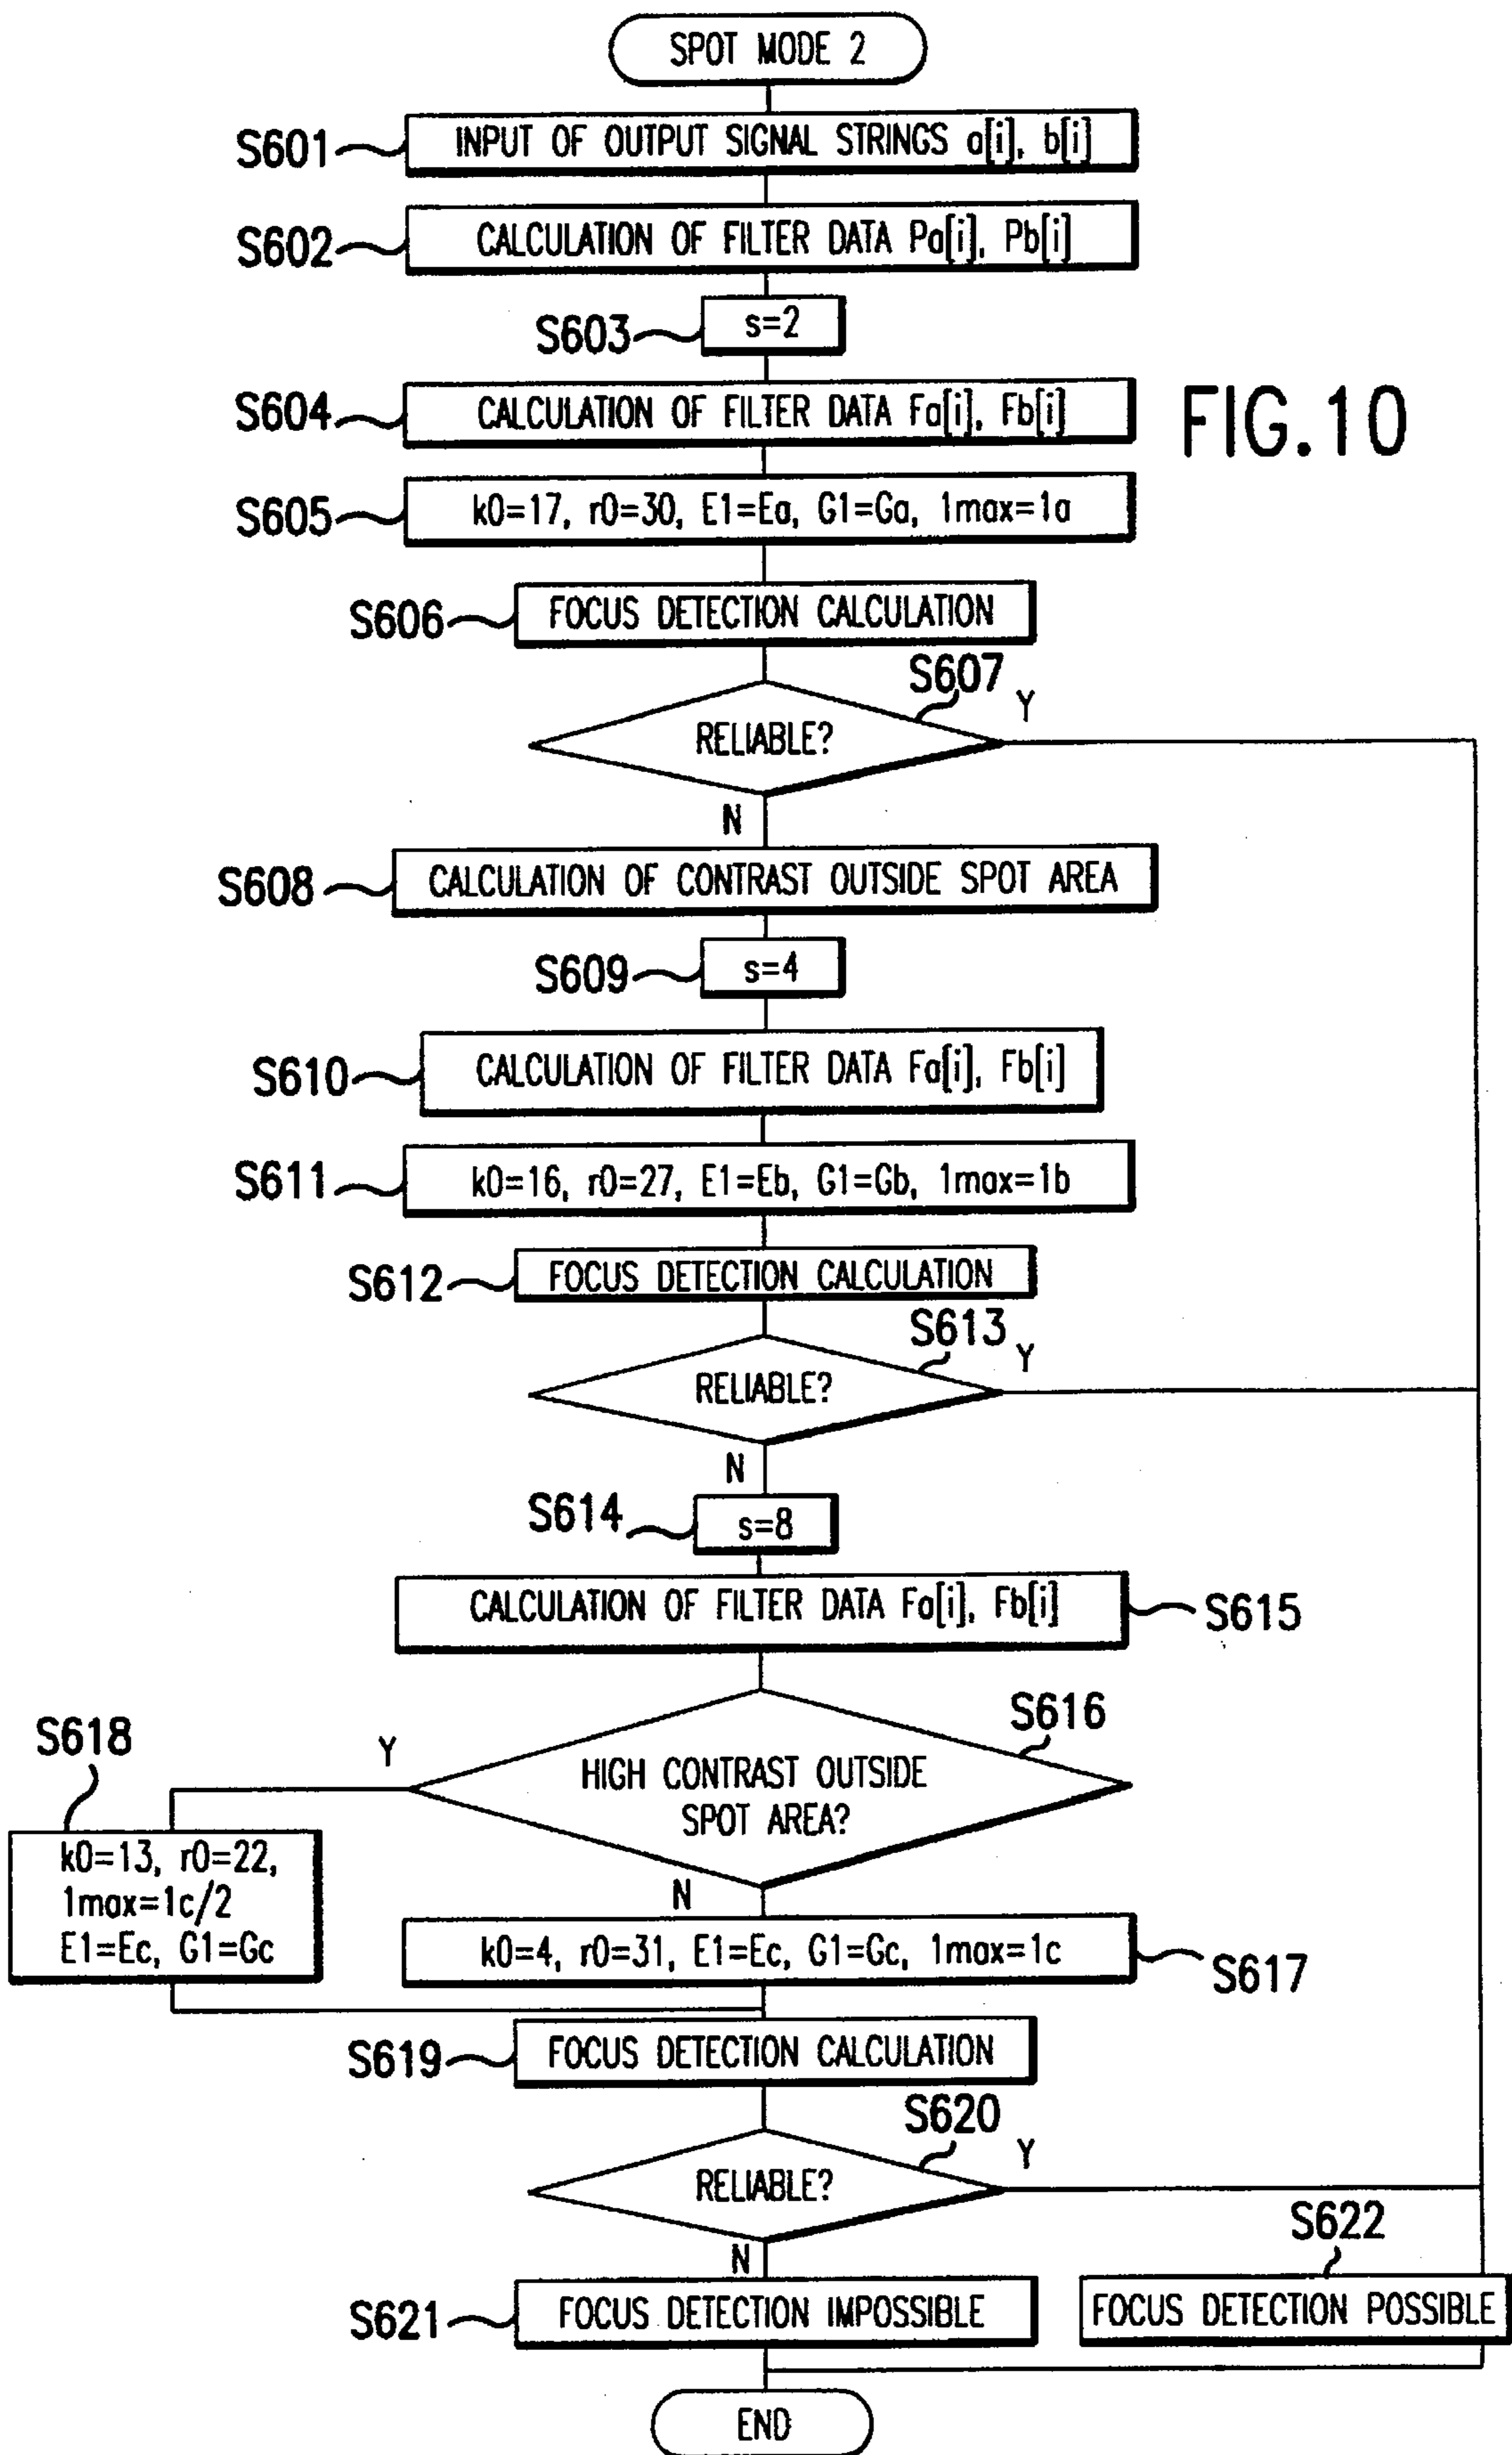 SPOT MODE 2
S601
INPUT OF OUTPUT SIGNAL STRINGS a[i], b[i]
S602
CALCULATION OF FILTER DATA Pa[i], Pb[i]
S603
s=2
S604
CALCULATION OF FILTER DATA Fa[i], Fb[i]
FIG.10
S605
k0=17, r0=30, E1=Ea, G1=Ga, 1max=1a
S606
FOCUS DETECTION CALCULATION
S607
RELIABLE?
Y
N
S608
CALCULATION OF CONTRAST OUTSIDE SPOT AREA
S609
s=4
S610
CALCULATION OF FILTER DATA Fa[i], Fb[i]
S611
k0=16, r0=27, E1=Eb, G1=Gb, 1max=1b
S612
FOCUS DETECTION CALCULATION
S613
RELIABLE?
Y
N
S614
s=8
CALCULATION OF FILTER DATA Fa[i], Fb[i]
S615
S616
HIGH CONTRAST OUTSIDE
SPOT AREA?
Y
N
S618
k0=13, r0=22,
1max=1c/2
E1=Ec, G1=Gc
k0=4, r0=31, E1=Ec, G1=Gc, 1max=1c
S617
S619
FOCUS DETECTION CALCULATION
S620
RELIABLE?
Y
N
S622
S621
FOCUS DETECTION IMPOSSIBLE
FOCUS DETECTION POSSIBLE
END